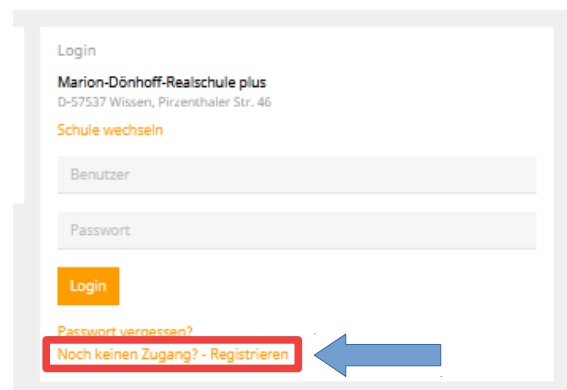 Login
Marion-Dönhoff-Realschule plus
D-57537 Wissen, Pirzenthaler Str. 46
Schule wechseln
Benutzer
Passwort
Login
Passwort vergessen?
Noch keinen Zugang? - Registrieren